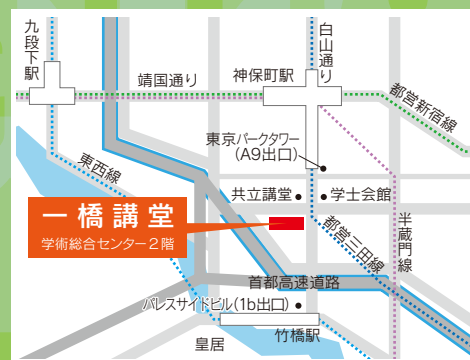 九段下駅
白山通り
靖国通り
神保町駅
都営新宿線
東京パークタワー
(A9出口)
東西線
共立講堂
学士会館
一橋講堂
学術総合センター2階
都営三田線
半蔵門線
首都高速道路
パレスサイドビル(1b出口)
竹橋駅
皇居